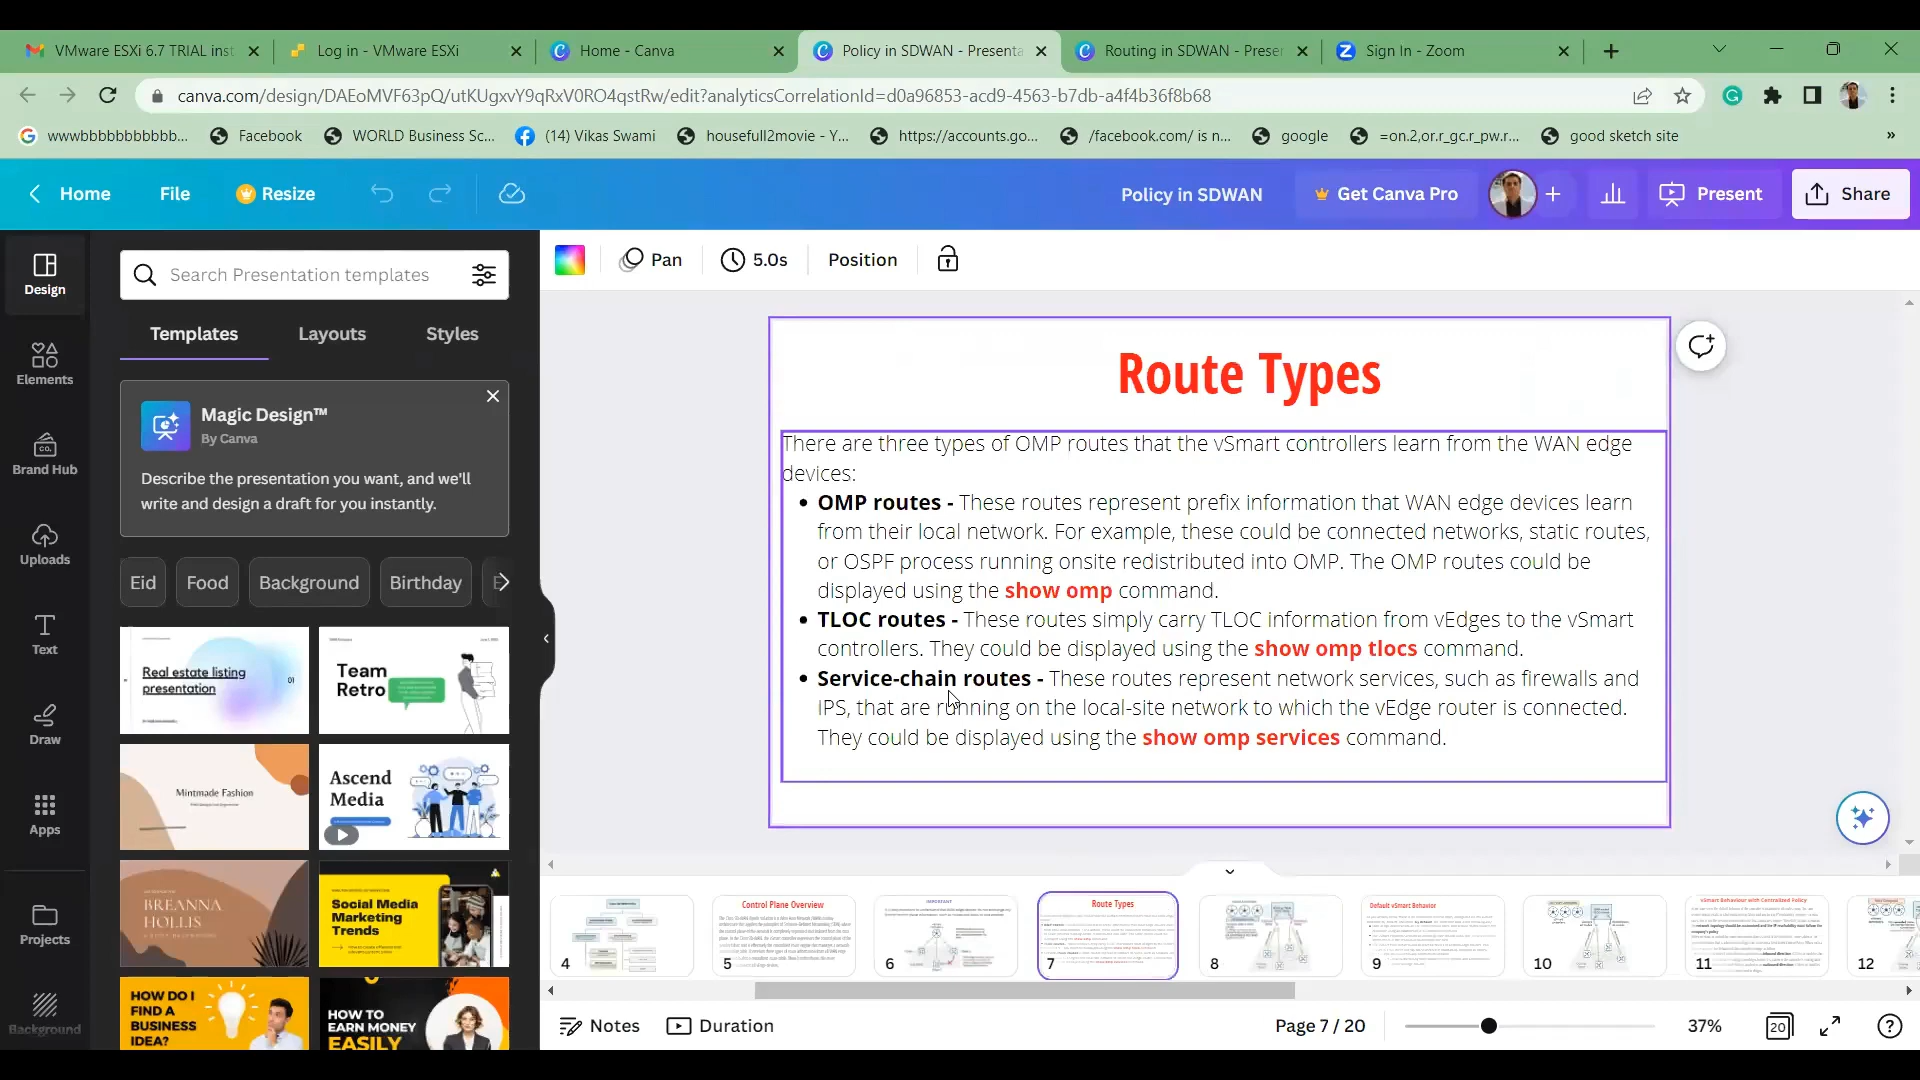 VMware ESXi 6.7 TRIAL inst
Log in - VMware ESXi
Home - Canva
Policy in SDWAN - Presenta
Routing in SDWAN - Presen
Sign In - Zoom
canva.com/design/DAEoMVF63pQ/utKUgxvY9qRxV0RO4qstRw/edit?analyticsCorrelationId=d0a96853-acd9-4563-b7db-a4f4b36f8b68
wwwbbbbbbbbbbb...
Facebook
WORLD Business Sc...
(14) Vikas Swami
housefull2movie - Y...
https://accounts.go...
/facebook.com/ is n...
google
=on.2,or.r_gc.r_pw.r...
good sketch site
»
Home
File
Resize
Policy in SDWAN
Get Canva Pro
Present
Share
Design
Elements
Brand Hub
Uploads
Text
Draw
Apps
Projects
Background
Search Presentation templates
Templates
Layouts
Styles
Magic Design™
By Canva
Describe the presentation you want, and we'll
write and design a draft for you instantly.
Eid
Food
Background
Birthday
Real estate listing
presentation
Team
Retro
Mintmade Fashion
Ascend
Media
BREANNA
HOLLIS
Social Media
Marketing
Trends
HOW DO I
FIND A
BUSINESS
IDEA?
HOW TO
EARN MONEY
EASILY
Pan
5.0s
Position
Route Types
There are three types of OMP routes that the vSmart controllers learn from the WAN edge
devices:
• OMP routes - These routes represent prefix information that WAN edge devices learn
from their local network. For example, these could be connected networks, static routes,
or OSPF process running onsite redistributed into OMP. The OMP routes could be
displayed using the show omp command.
• TLOC routes - These routes simply carry TLOC information from vEdges to the vSmart
controllers. They could be displayed using the show omp tlocs command.
• Service-chain routes - These routes represent network services, such as firewalls and
IPS, that are running on the local-site network to which the vEdge router is connected.
They could be displayed using the show omp services command.
4
Control Plane Overview
5
IMPORTANT
6
Route Types
7
8
Default vSmart Behavior
9
10
vSmart Behaviour with Centralized Policy
11
12
Notes
Duration
Page 7 / 20
37%
20